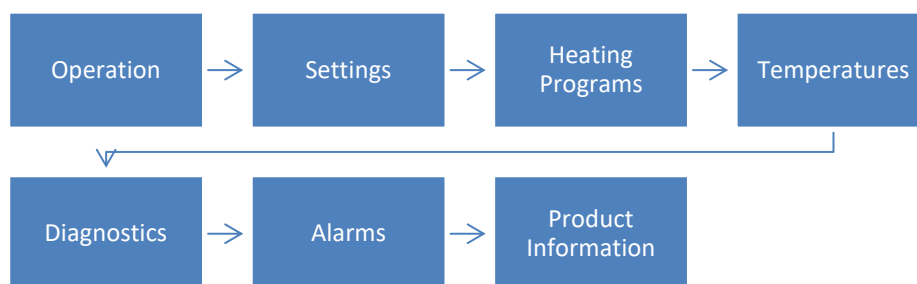 Operation
Settings
Heating
Programs
Temperatures
Diagnostics
Alarms
Product
Information